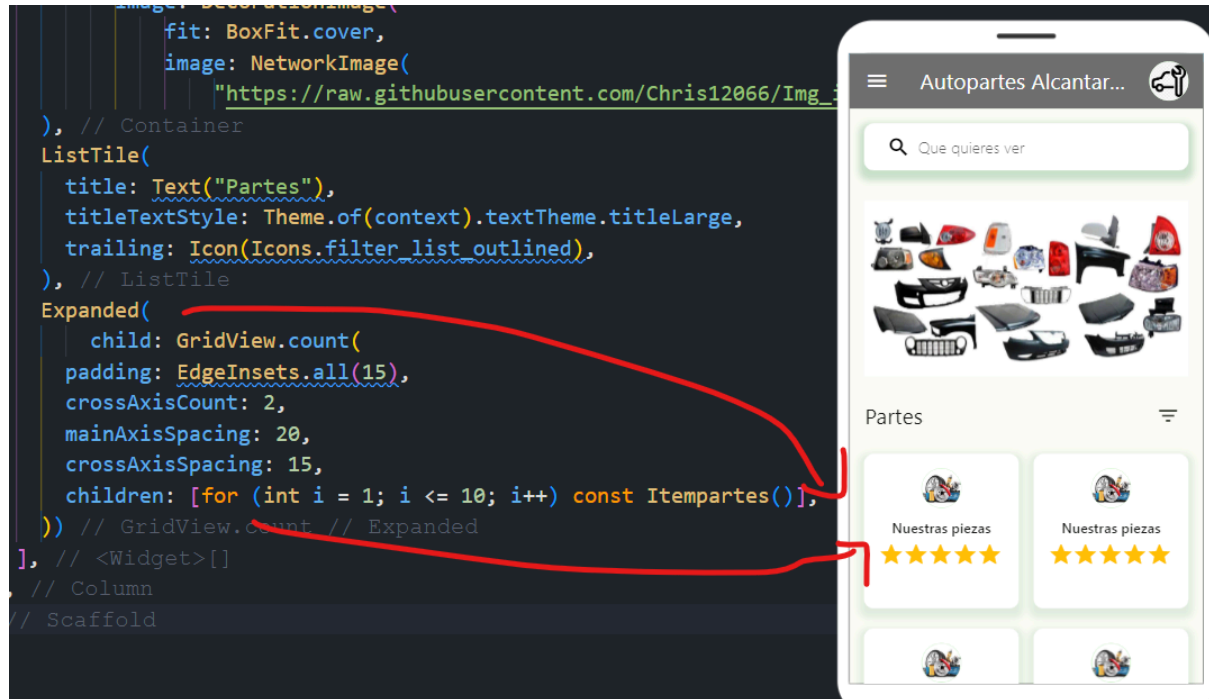 image: DecorationImage(
fit: BoxFit.cover,
image: NetworkImage(
"https://raw.githubusercontent.com/Chris12066/Img_i
), // Container
ListTile(
title: Text("Partes"),
titleTextStyle: Theme.of(context).textTheme.titleLarge,
trailing: Icon(Icons.filter_list_outlined),
), // ListTile
Expanded(
child: GridView.count(
padding: EdgeInsets.all(15),
crossAxisCount: 2,
mainAxisSpacing: 20,
crossAxisSpacing: 15,
children: [for (int i = 1; i <= 10; i++) const Itempartes()],
)) // GridView.count // Expanded
], // <Widget>[]
, // Column
// Scaffold
Autopartes Alcantar...
Que quieres ver
Partes
Nuestras piezas
Nuestras piezas